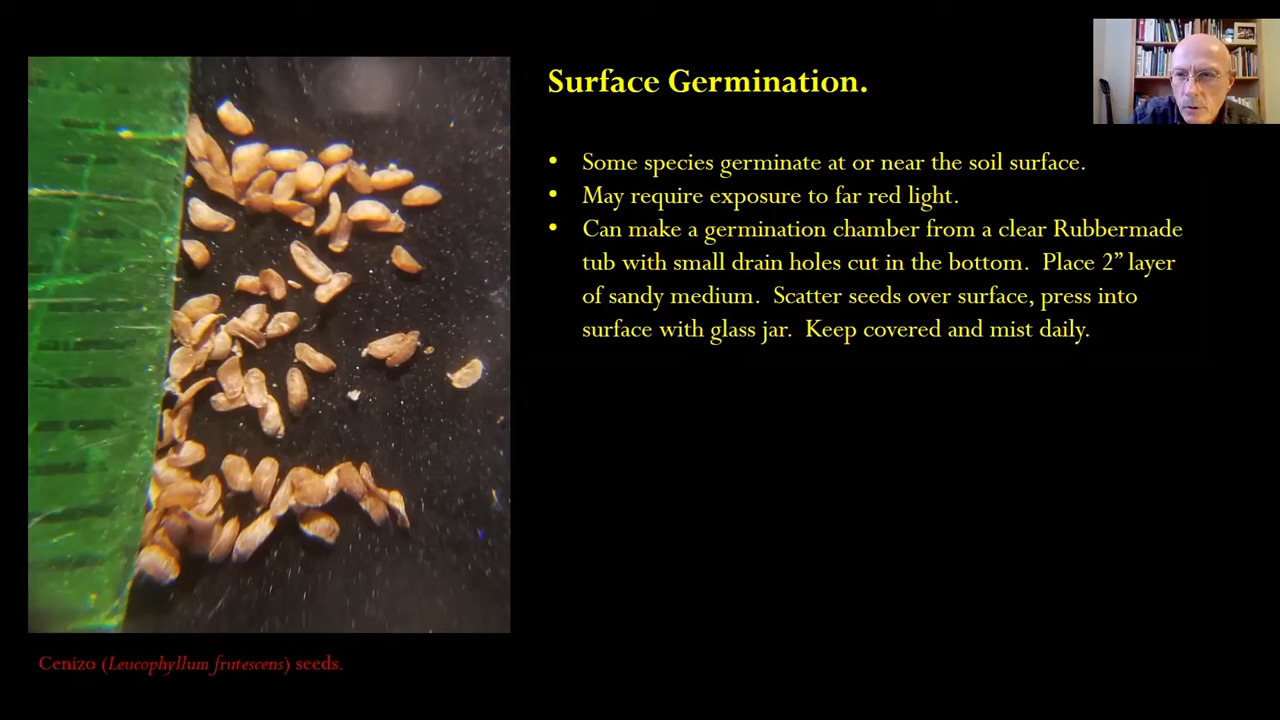 Surface Germination.
• Some species germinate at or near the soil surface.
• May require exposure to far red light.
• Can make a germination chamber from a clear Rubbermade
tub with small drain holes cut in the bottom.  Place 2” layer
of sandy medium.  Scatter seeds over surface, press into
surface with glass jar.  Keep covered and mist daily.
Cenizo (Leucophyllum frutescens) seeds.